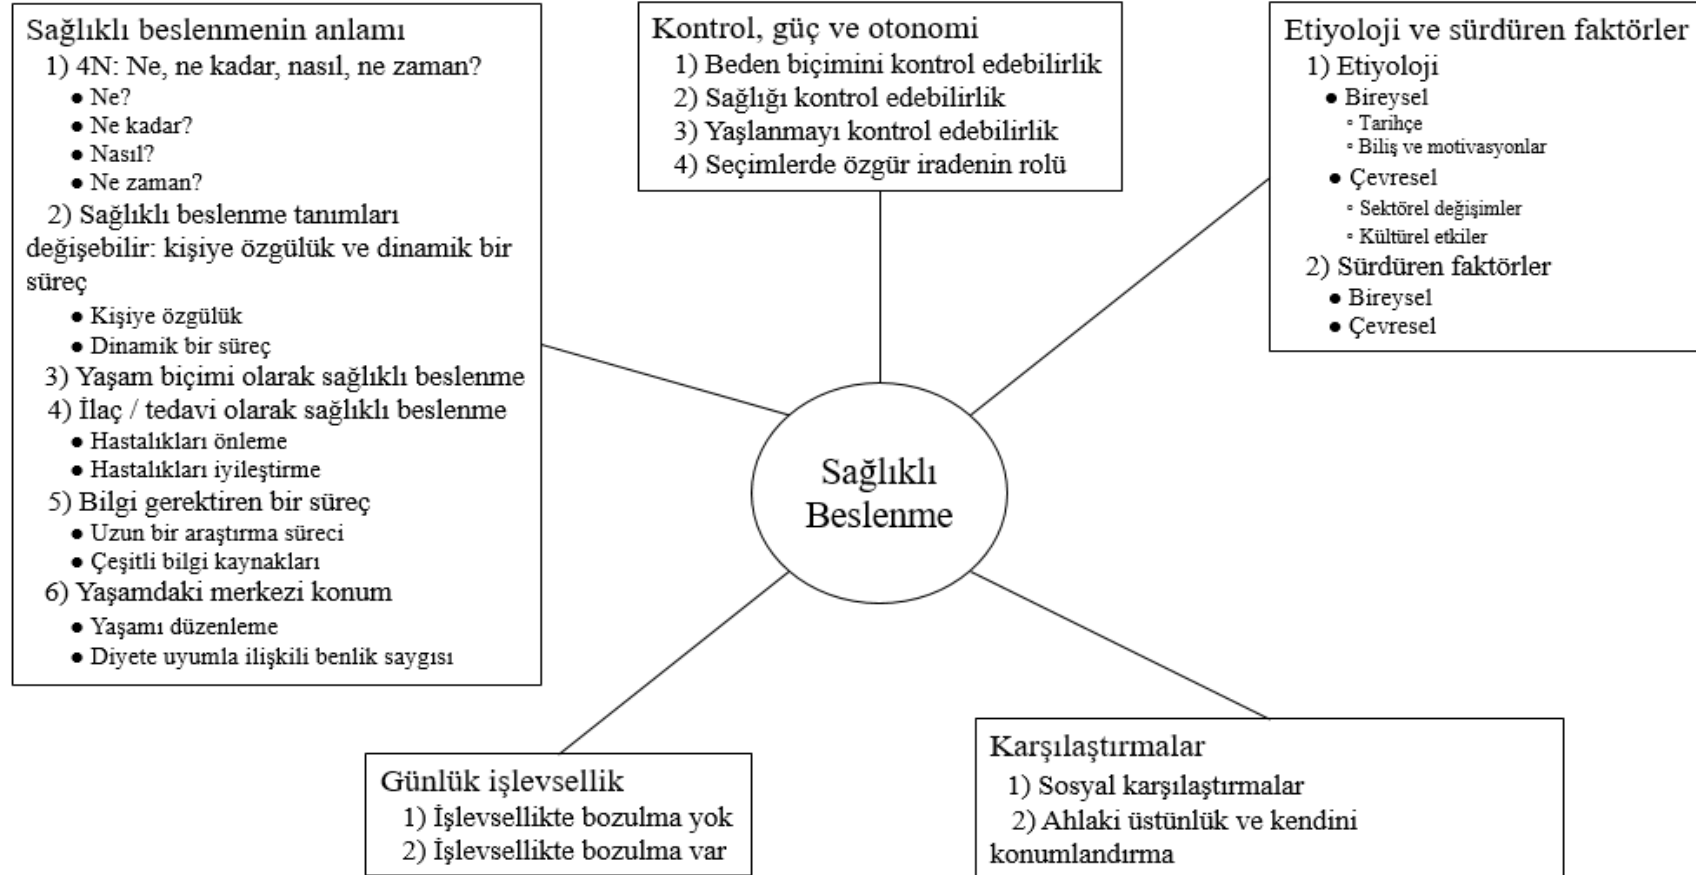 Sağlıklı beslenmenin anlamı
1) 4N: Ne, ne kadar, nasıl, ne zaman?
● Ne?
● Ne kadar?
● Nasıl?
● Ne zaman?
2) Sağlıklı beslenme tanımları
değişebilir: kişiye özgülük ve dinamik bir
süreç
● Kişiye özgülük
● Dinamik bir süreç
3) Yaşam biçimi olarak sağlıklı beslenme
4) İlaç / tedavi olarak sağlıklı beslenme
● Hastalıkları önleme
● Hastalıkları iyileştirme
5) Bilgi gerektiren bir süreç
● Uzun bir araştırma süreci
● Çeşitli bilgi kaynakları
6) Yaşamdaki merkezi konum
● Yaşamı düzenleme
● Diyete uyumla ilişkili benlik saygısı
Kontrol, güç ve otonomi
1) Beden biçimini kontrol edebilirlik
2) Sağlığı kontrol edebilirlik
3) Yaşlanmayı kontrol edebilirlik
4) Seçimlerde özgür iradenin rolü
Etiyoloji ve sürdüren faktörler
1) Etiyoloji
● Bireysel
▫ Tarihçe
▫ Biliş ve motivasyonlar
● Çevresel
▫ Sektörel değişimler
▫ Kültürel etkiler
2) Sürdüren faktörler
● Bireysel
● Çevresel
Sağlıklı
Beslenme
Günlük işlevsellik
1) İşlevsellikte bozulma yok
2) İşlevsellikte bozulma var
Karşılaştırmalar
1) Sosyal karşılaştırmalar
2) Ahlaki üstünlük ve kendini
konumlandırma